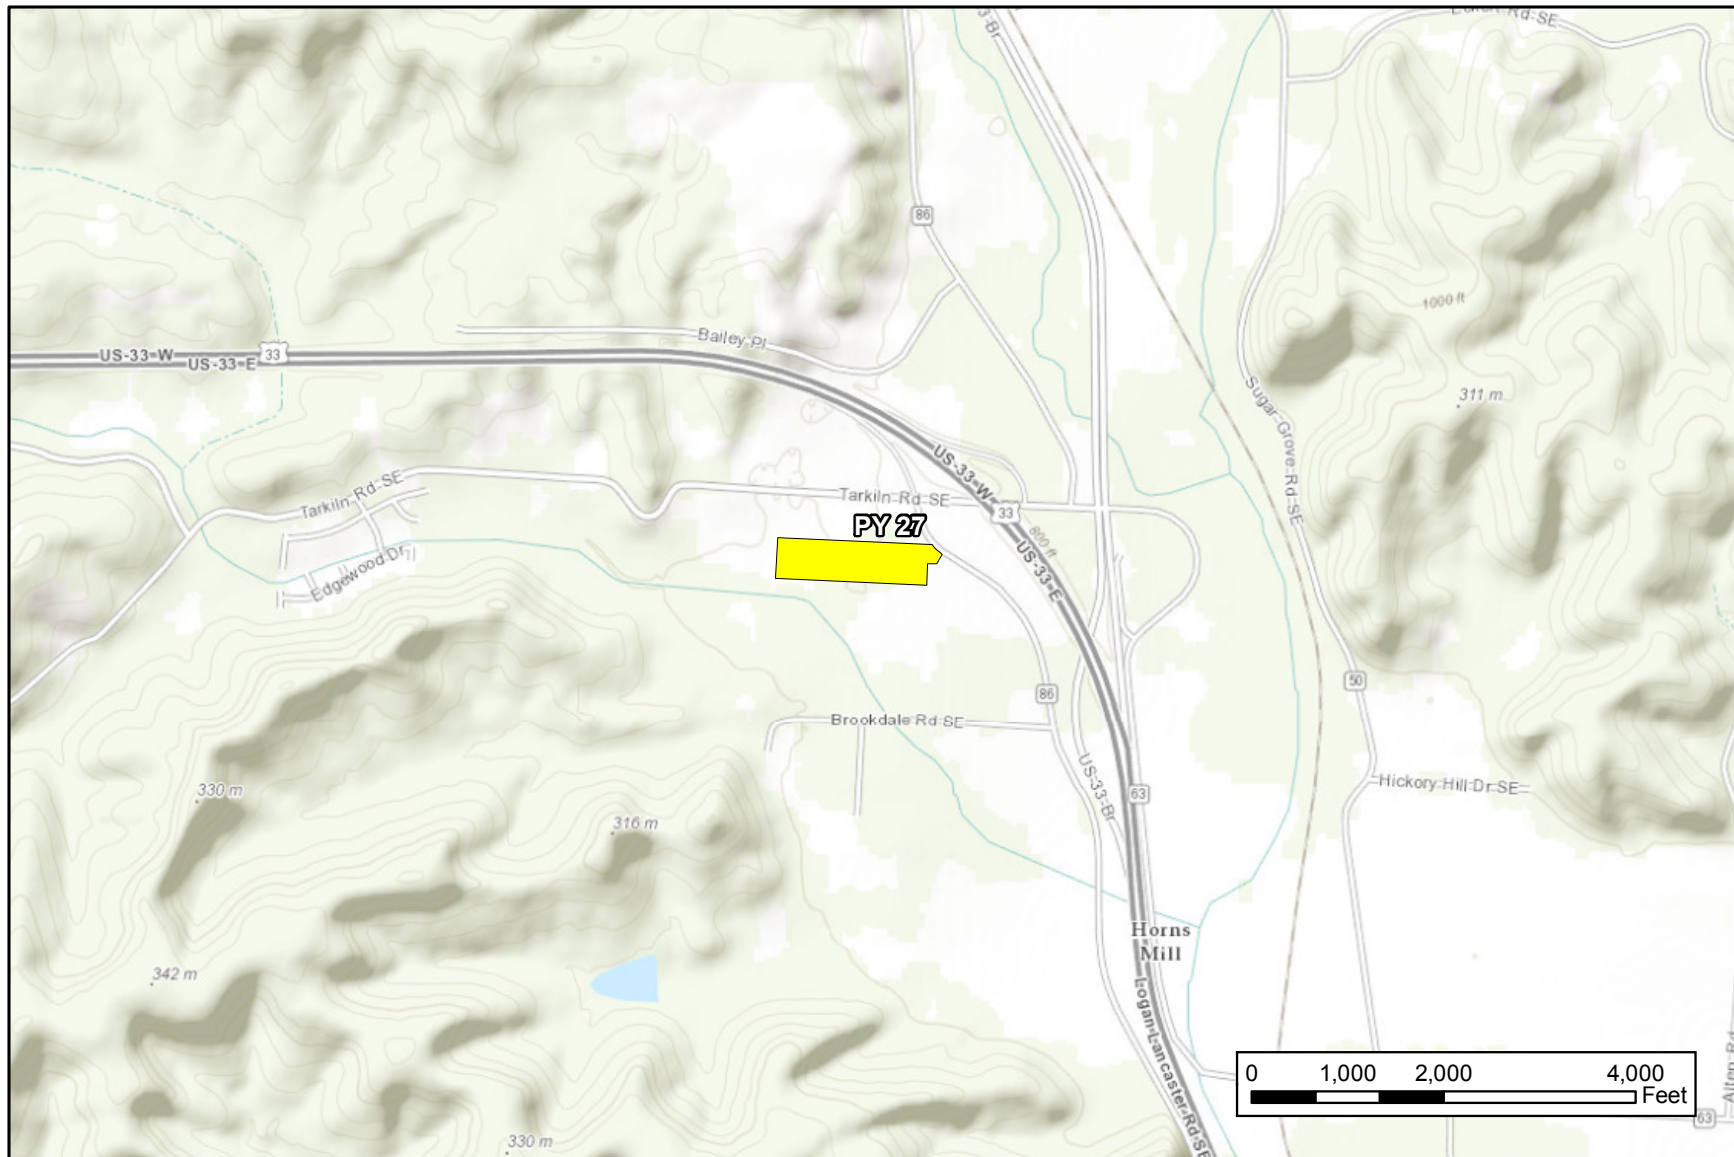 Eaton-Rd-SE
3-Br
86
1000 ft
Bailey-Pl
US-33-W
US-33-E
33
311 m
Sugar-Grove-Rd-SE
US-33-W
Tarkiln-Rd-SE
Tarkiln-Rd SE
33
PY 27
800 ft
US-33-E
Edgewood-Dr
50
86
Brookdale Rd SE
US-33-Br
63
Hickory-Hill-Dr-SE
330 m
316 m
Horns
Mill
342 m
Logan-Lancaster-Rd-SE
0 1,000 2,000 4,000
Feet
63
330 m